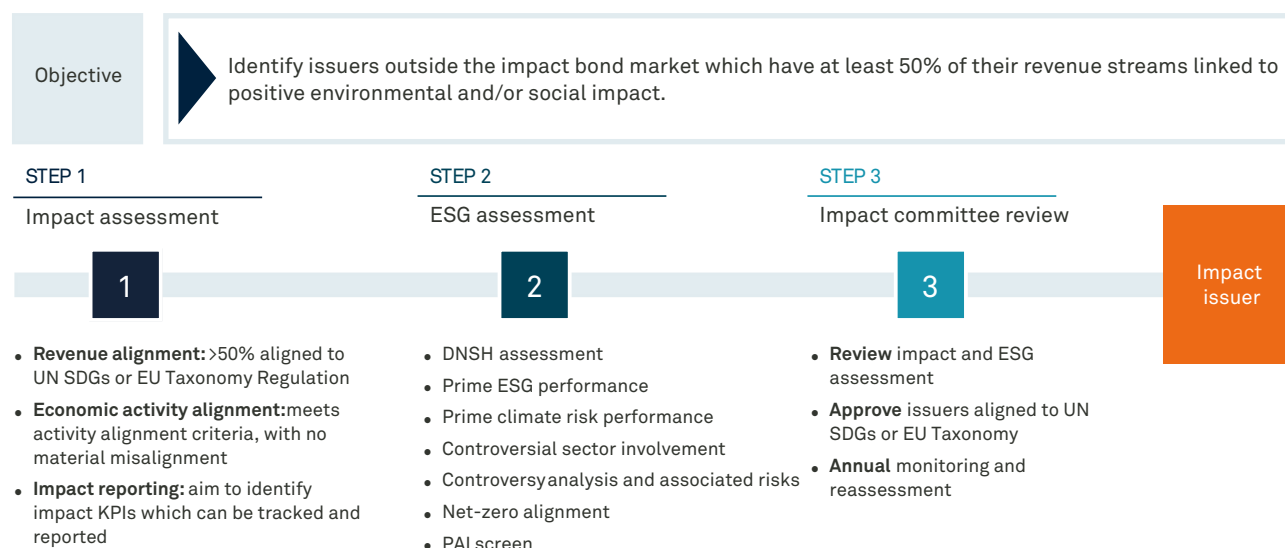 Objective
Identify issuers outside the impact bond market which have at least 50% of their revenue streams linked to
positive environmental and/or social impact.
STEP 1
Impact assessment
1
• Revenue alignment: >50% aligned to
UN SDGs or EU Taxonomy Regulation
• Economic activity alignment:meets
activity alignment criteria, with no
material misalignment
• Impact reporting: aim to identify
impact KPIs which can be tracked and
reported
STEP 2
ESG assessment
2
• DNSH assessment
• Prime ESG performance
• Prime climate risk performance
• Controversial sector involvement
• Controversy analysis and associated risks
• Net-zero alignment
• PAI screen
STEP 3
Impact committee review
3
• Review impact and ESG
assessment
• Approve issuers aligned to UN
SDGs or EU Taxonomy
• Annual monitoring and
reassessment
Impact
issuer